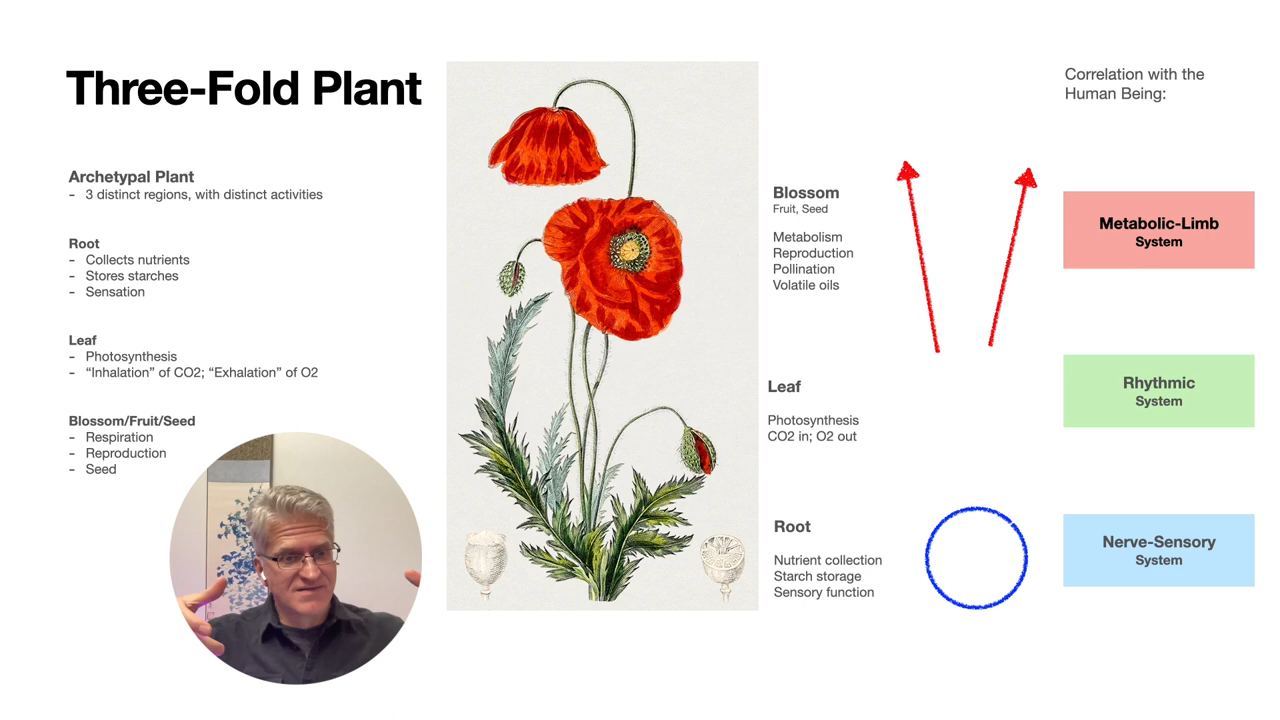 Three-Fold Plant
Archetypal Plant
- 3 distinct regions, with distinct activities
Root
- Collects nutrients
- Stores starches
- Sensation
Leaf
- Photosynthesis
- “Inhalation” of CO2; “Exhalation” of O2
Blossom/Fruit/Seed
- Respiration
- Reproduction
- Seed
Blossom
Fruit, Seed
Metabolism
Reproduction
Pollination
Volatile oils
Leaf
Photosynthesis
CO2 in; O2 out
Root
Nutrient collection
Starch storage
Sensory function
Correlation with the
Human Being:
Metabolic-Limb
System
Rhythmic
System
Nerve-Sensory
System